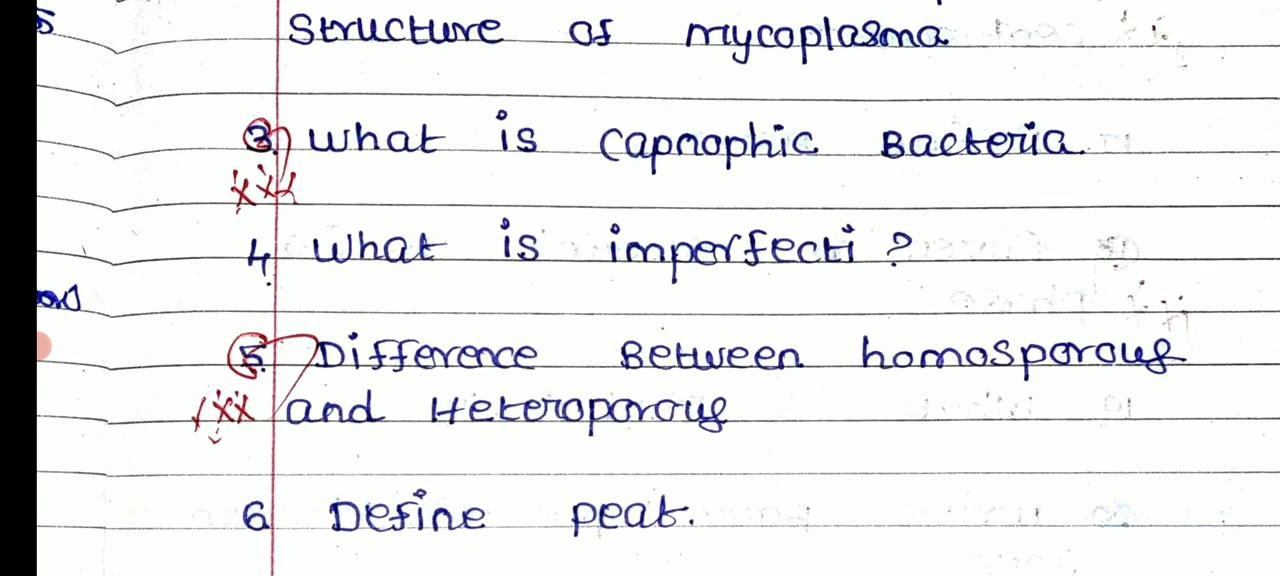 structure of mycoplasma
3. What is capnophic Bacteria.
4. What is imperfecti ?
5. Difference Between homosporous
and Heteroporous
6 Define peat.